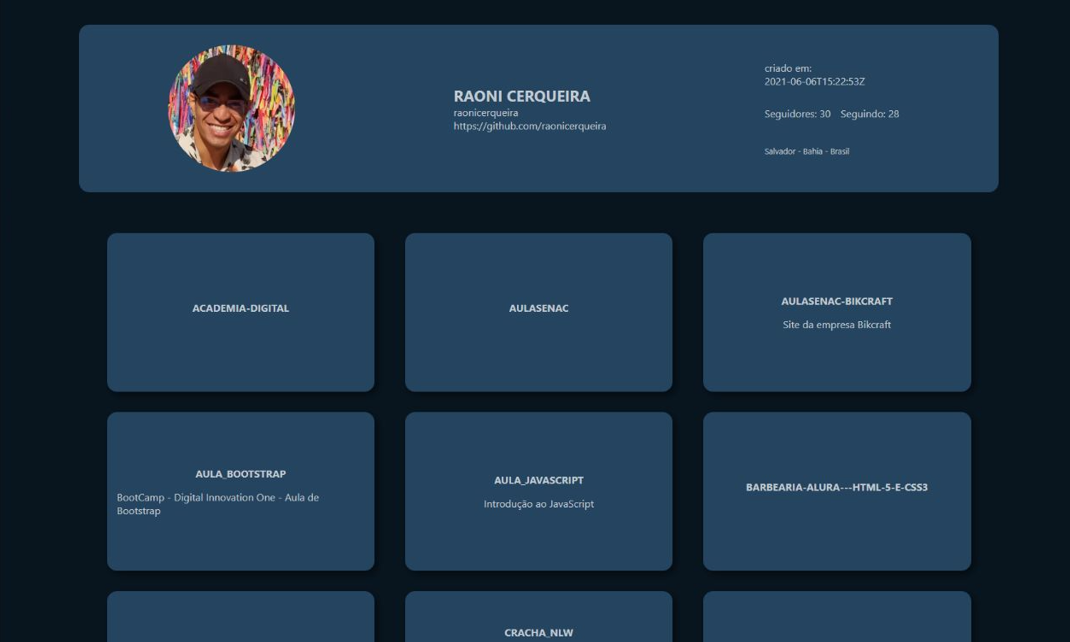 RAONI CERQUEIRA
raonicerqueira
https://github.com/raonicerqueira
criado em:
2021-06-06T15:22:53Z
Seguidores: 30 Seguindo: 28
Salvador - Bahia - Brasil
ACADEMIA-DIGITAL
AULASENAC
AULASENAC-BIKCRAFT
Site da empresa Bikcraft
AULA_BOOTSTRAP
BootCamp - Digital Innovation One - Aula de
Bootstrap
AULA_JAVASCRIPT
Introdução ao JavaScript
BARBEARIA-ALURA---HTML-5-E-CSS3
CRACHA_NLW